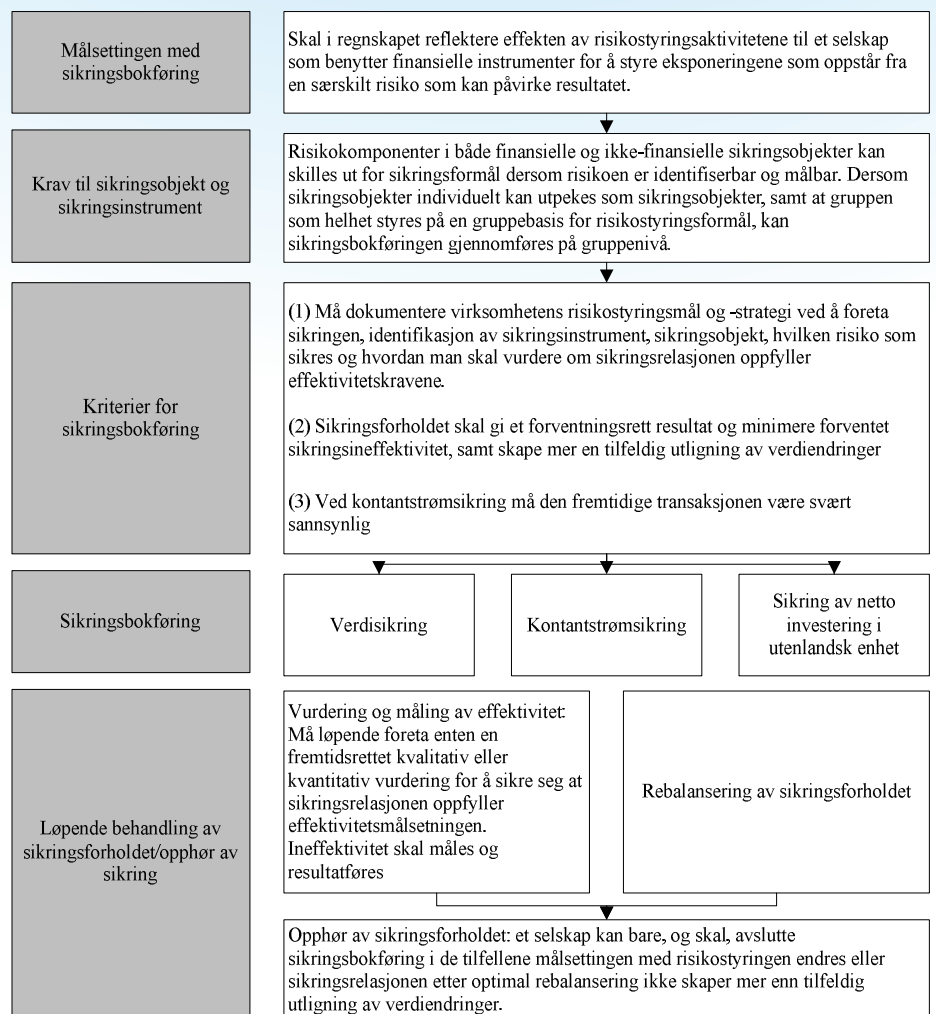 Målsettingen med
sikringsbokføring
Skal i regnskapet reflektere effekten av risikostyringsaktivitetene til et selskap
som benytter finansielle instrumenter for å styre eksponeringene som oppstår fra
en særskilt risiko som kan påvirke resultatet.
Krav til sikringsobjekt og
sikringsinstrument
Risikokomponenter i både finansielle og ikke-finansielle sikringsobjekter kan
skilles ut for sikringsformål dersom risikoen er identifiserbar og målbar. Dersom
sikringsobjekter individuelt kan utpekes som sikringsobjekter, samt at gruppen
som helhet styres på en gruppebasis for risikostyringsformål, kan
sikringsbokføringen gjennomføres på gruppenivå.
Kriterier for
sikringsbokføring
(1) Må dokumentere virksomhetens risikostyringsmål og -strategi ved å foreta
sikringen, identifikasjon av sikringsinstrument, sikringsobjekt, hvilken risiko som
sikres og hvordan man skal vurdere om sikringsrelasjonen oppfyller
effektivitetskravene.
(2) Sikringsforholdet skal gi et forventningsrett resultat og minimere forventet
sikringsineffektivitet, samt skape mer en tilfeldig utligning av verdiendringer
(3) Ved kontantstrømsikring må den fremtidige transaksjonen være svært
sannsynlig
Sikringsbokføring
Verdisikring
Kontantstrømsikring
Sikring av netto
investering i
utenlandsk enhet
Løpende behandling av
sikringsforholdet/opphør av
sikring
Vurdering og måling av effektivitet:
Må løpende foreta enten en
fremtidsrettet kvalitativ eller
kvantitativ vurdering for å sikre seg at
sikringsrelasjonen oppfyller
effektivitetsmålsetningen.
Ineffektivitet skal måles og
resultatføres
Rebalansering av sikringsforholdet
Opphør av sikringsforholdet: et selskap kan bare, og skal, avslutte
sikringsbokføring i de tilfellene målsettingen med risikostyringen endres eller
sikringsrelasjonen etter optimal rebalansering ikke skaper mer enn tilfeldig
utligning av verdiendringer.